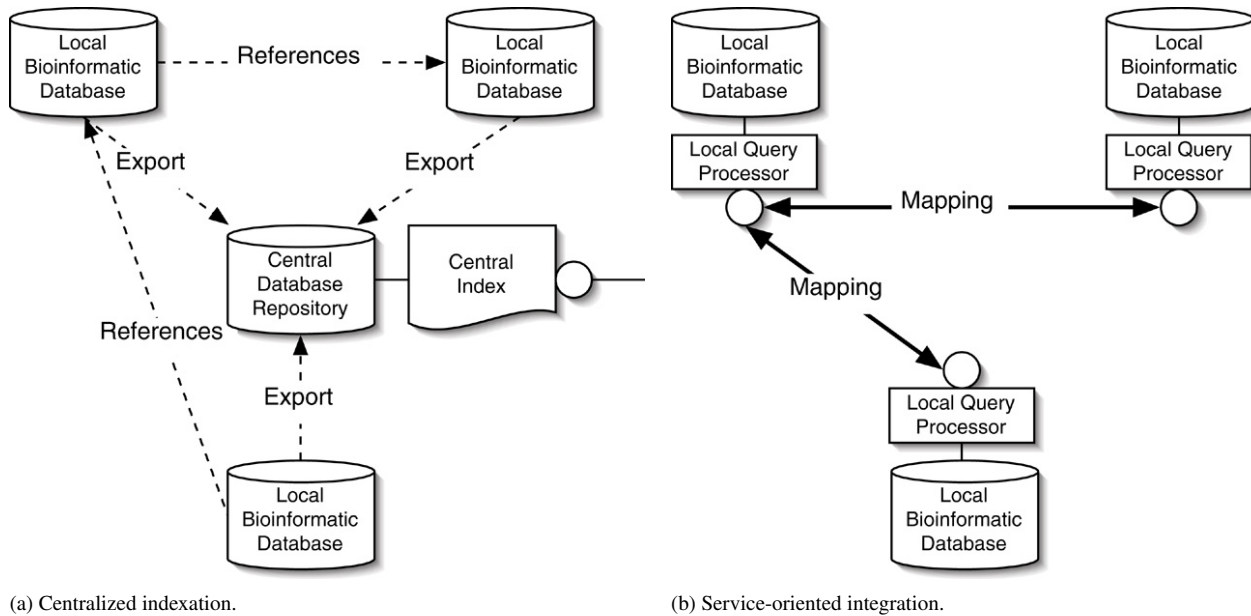 Local
Bioinformatic
Database
References
Local
Bioinformatic
Database
Export
Export
Central
Database
Repository
Central
Index
References
Export
Local
Bioinformatic
Database
(a) Centralized indexation.
Local
Bioinformatic
Database
Local
Bioinformatic
Database
Local Query
Processor
Local Query
Processor
Mapping
Mapping
Local Query
Processor
Local
Bioinformatic
Database
(b) Service-oriented integration.